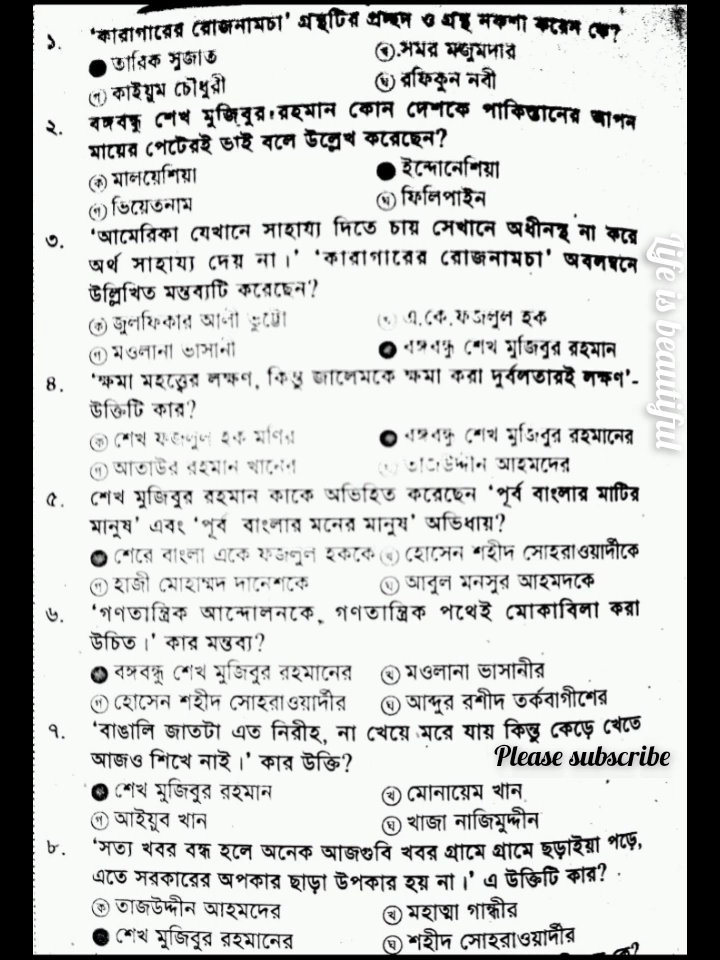 ১. 'কারাগারের রোজনামচা' গ্রন্থটির প্রচ্ছদ ও গ্রন্থ নকশা করেন কে?
তারিক সুজাত (খ) সমর মজুমদার
(গ) কাইয়ুম চৌধুরী (ঘ) রফিকুন নবী
২. বঙ্গবন্ধু শেখ মুজিবুর রহমান কোন দেশকে পাকিস্তানের আপন
মায়ের পেটেরই ভাই বলে উল্লেখ করেছেন?
(ক) মালয়েশিয়া ইন্দোনেশিয়া
(গ) ভিয়েতনাম (ঘ) ফিলিপাইন
৩. 'আমেরিকা যেখানে সাহায্য দিতে চায় সেখানে অধীনস্থ না করে
অর্থ সাহায্য দেয় না।' 'কারাগারের রোজনামচা' অবলম্বনে
উল্লিখিত মন্তব্যটি করেছেন?
(ক) জুলফিকার আলী ভুট্টো (খ) এ.কে.ফজলুল হক
(গ) মওলানা ভাসানী বঙ্গবন্ধু শেখ মুজিবুর রহমান
৪. 'ক্ষমা মহত্ত্বের লক্ষণ, কিন্তু জালেমকে ক্ষমা করা দুর্বলতারই লক্ষণ'-
উক্তিটি কার?
(ক) শেখ ফজলুল হক মণির বঙ্গবন্ধু শেখ মুজিবুর রহমানের
(গ) আতাউর রহমান খানের তাজউদ্দীন আহমদের
৫. শেখ মুজিবুর রহমান কাকে অভিহিত করেছেন 'পূর্ব বাংলার মাটির
মানুষ' এবং 'পূর্ব বাংলার মনের মানুষ' অভিধায়?
শেরে বাংলা একে ফজলুল হককে (খ) হোসেন শহীদ সোহরাওয়ার্দীকে
(গ) হাজী মোহাম্মদ দানেশকে (ঘ) আবুল মনসুর আহমদকে
৬. 'গণতান্ত্রিক আন্দোলনকে, গণতান্ত্রিক পথেই মোকাবিলা করা
উচিত।' কার মন্তব্য?
বঙ্গবন্ধু শেখ মুজিবুর রহমানের (খ) মওলানা ভাসানীর
(গ) হোসেন শহীদ সোহরাওয়ার্দীর (ঘ) আব্দুর রশীদ তর্কবাগীশের
৭. 'বাঙালি জাতটা এত নিরীহ, না খেয়ে মরে যায় কিন্তু কেড়ে খেতে
আজও শিখে নাই।' কার উক্তি?
Please subscribe
শেখ মুজিবুর রহমান (খ) মোনায়েম খান
(গ) আইয়ুব খান (ঘ) খাজা নাজিমুদ্দীন
৮. 'সত্য খবর বন্ধ হলে অনেক আজগুবি খবর গ্রামে গ্রামে ছড়াইয়া পড়ে,
এতে সরকারের অপকার ছাড়া উপকার হয় না।' এ উক্তিটি কার?
(ক) তাজউদ্দীন আহমদের (খ) মহাত্মা গান্ধীর
শেখ মুজিবুর রহমানের (ঘ) শহীদ সোহরাওয়ার্দীর
Life is beautiful